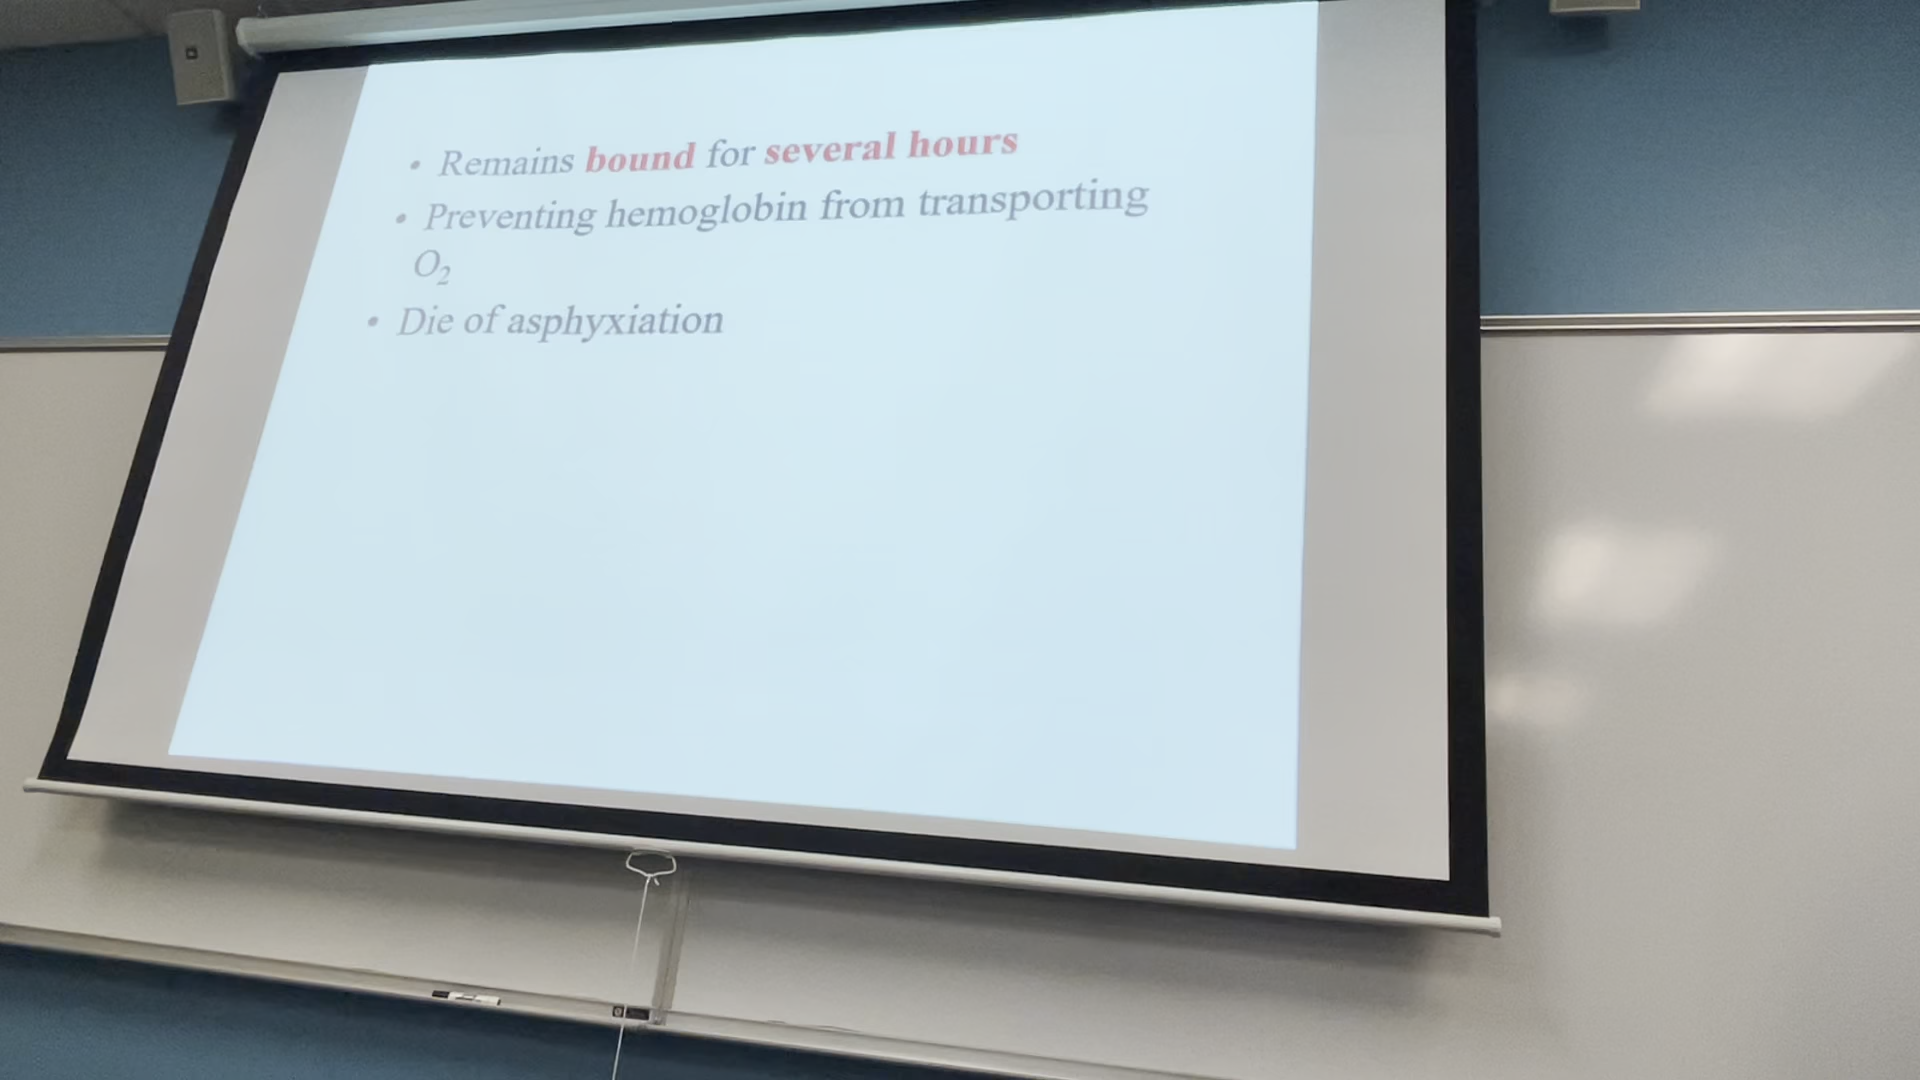 • Remains bound for several hours
• Preventing hemoglobin from transporting
O₂
• Die of asphyxiation